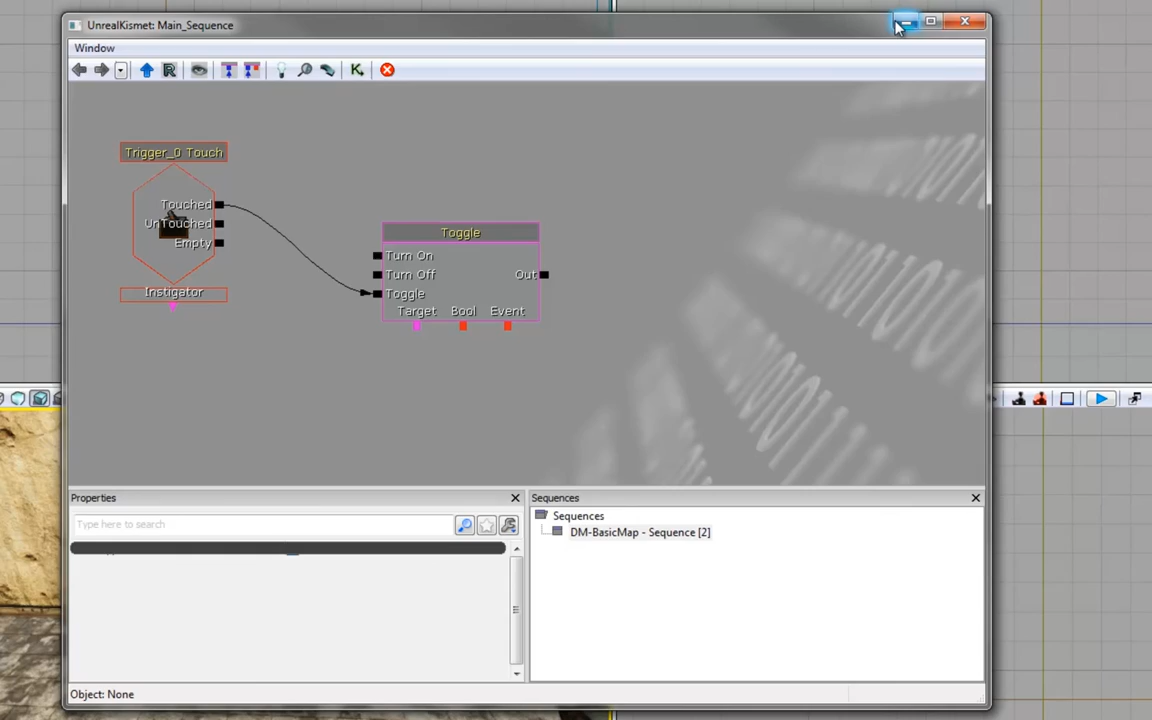 UnrealKismet: Main_Sequence
Window
Trigger_0 Touch
Touched
UnTouched
Empty
Instigator
Toggle
Turn On
Turn Off
Out
Toggle
Target Bool Event
Properties
Type here to search
Sequences
Sequences
DM-BasicMap - Sequence [2]
Object: None